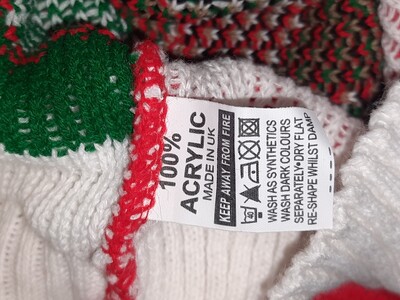 100%
ACRYLIC
MADE IN UK
KEEP AWAY FROM FIRE
40
WASH AS SYNTHETICS
WASH DARK COLOURS
SEPARATELY•DRY FLAT
RE-SHAPE WHILST DAMP